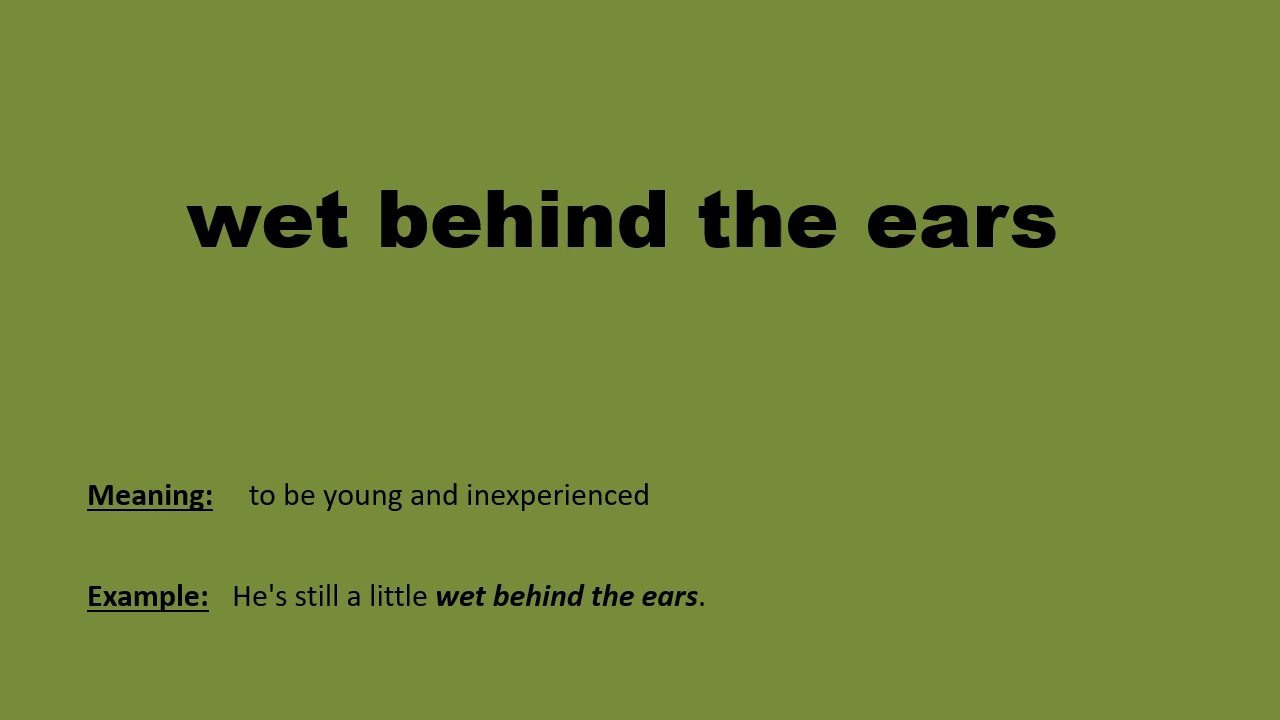 wet behind the ears
Meaning: to be young and inexperienced
Example: He's still a little wet behind the ears.